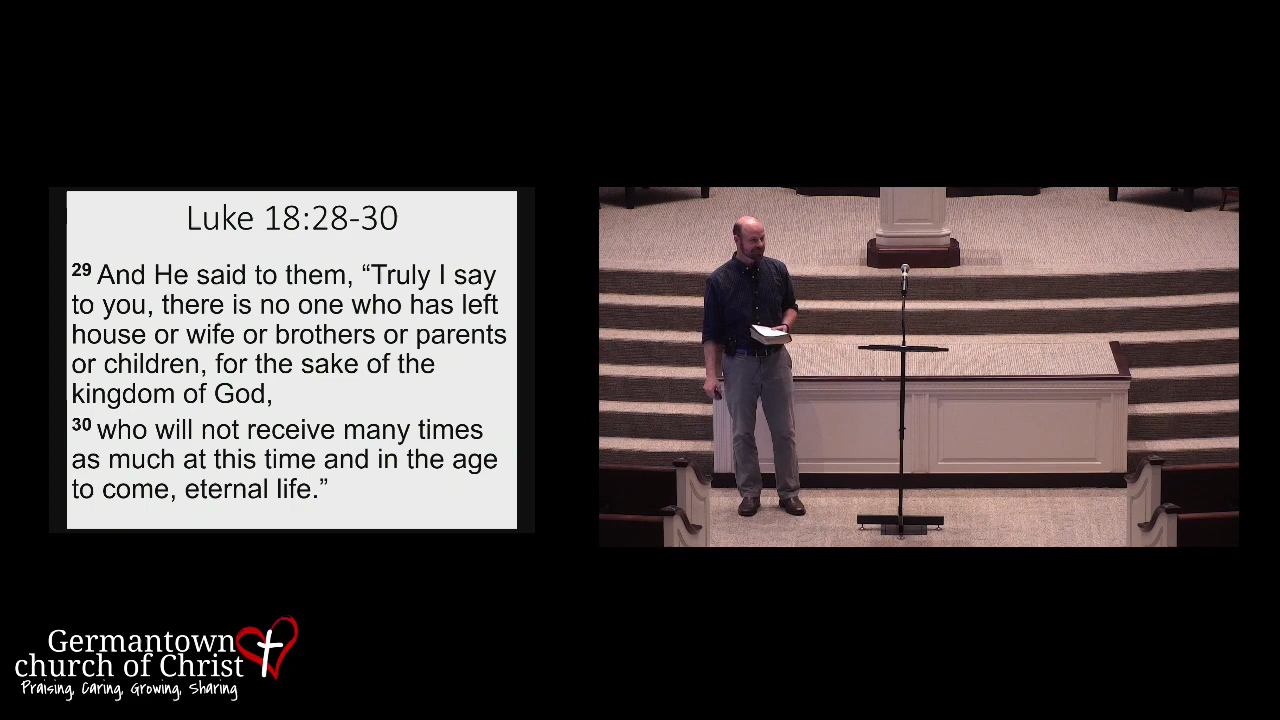 Luke 18:28-30
29 And He said to them, “Truly I say
to you, there is no one who has left
house or wife or brothers or parents
or children, for the sake of the
kingdom of God,
30 who will not receive many times
as much at this time and in the age
to come, eternal life.”
Germantown
church of Christ
Praising, Caring, Growing, Sharing